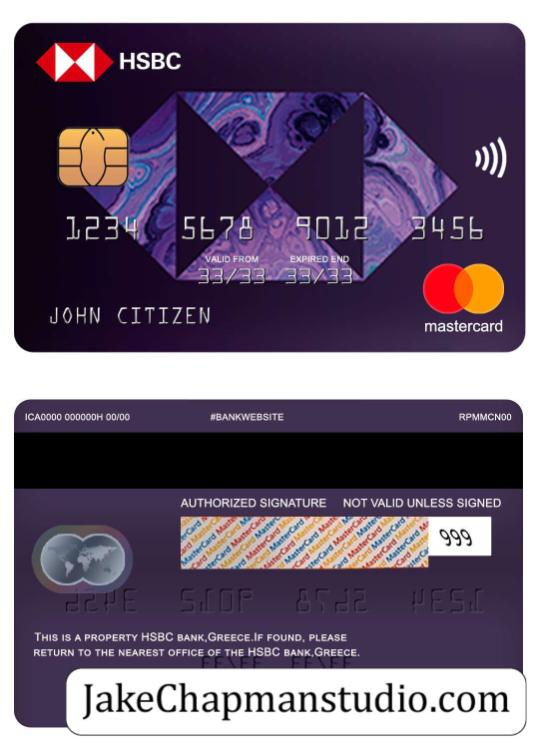 HSBC
1234 5678 9012 3456
VALID FROM EXPIRED END
33/33 33/33
JOHN CITIZEN
mastercard
ICA0000 000000H 00/00 #BANKWEBSITE RPMMCN00
AUTHORIZED SIGNATURE NOT VALID UNLESS SIGNED
MasterCard
999
THIS IS A PROPERTY HSBC BANK,GREECE.IF FOUND, PLEASE
RETURN TO THE NEAREST OFFICE OF THE HSBC BANK,GREECE.
JakeChapmanstudio.com